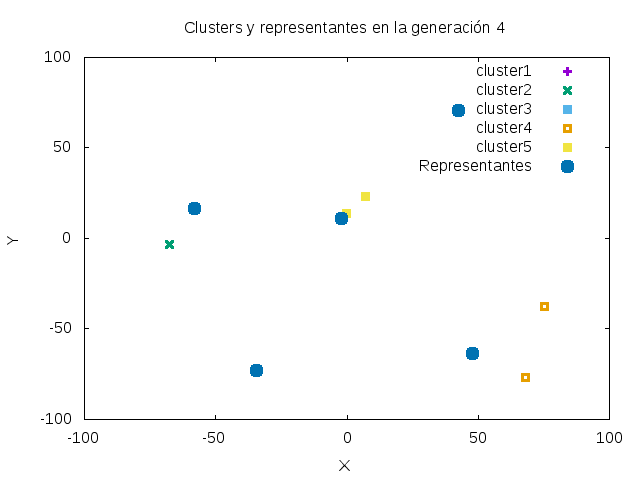 Clusters y representantes en la generación 4
100
50
0
-50
-100
-100
-50
0
50
100
Y
X
cluster1
cluster2
cluster3
cluster4
cluster5
Representantes